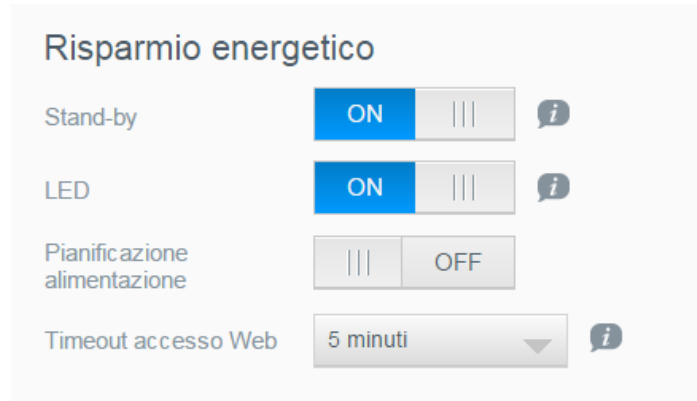 Risparmio energetico
Stand-by ON
LED ON
Pianificazione
alimentazione OFF
Timeout accesso Web 5 minuti